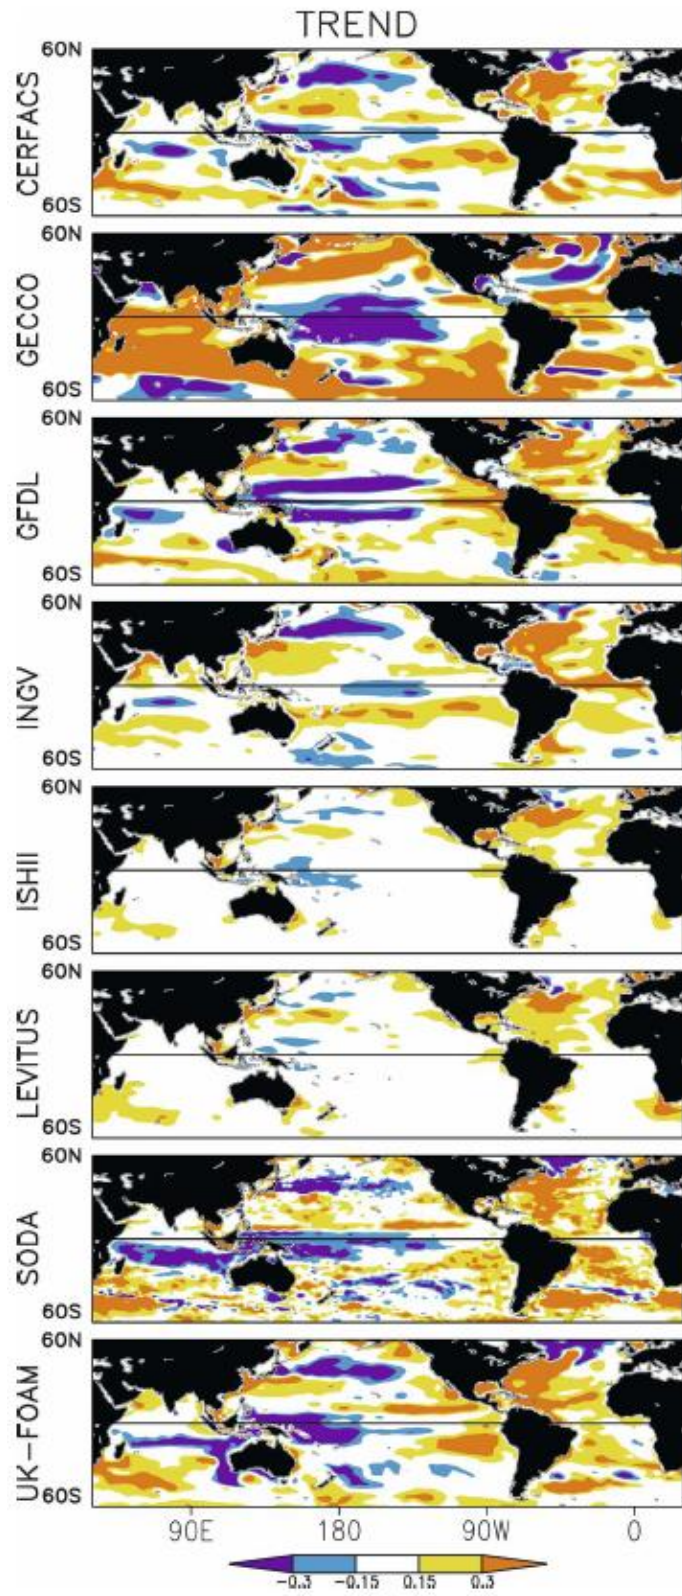 TREND
60N
CERFACS
60S
60N
GECCO
60S
60N
GFDL
60S
60N
INGV
60S
60N
ISHII
60S
60N
LEVITUS
60S
60N
SODA
60S
60N
UK-FOAM
60S
90E 180 90W 0
-0.3 -0.15 0.15 0.3